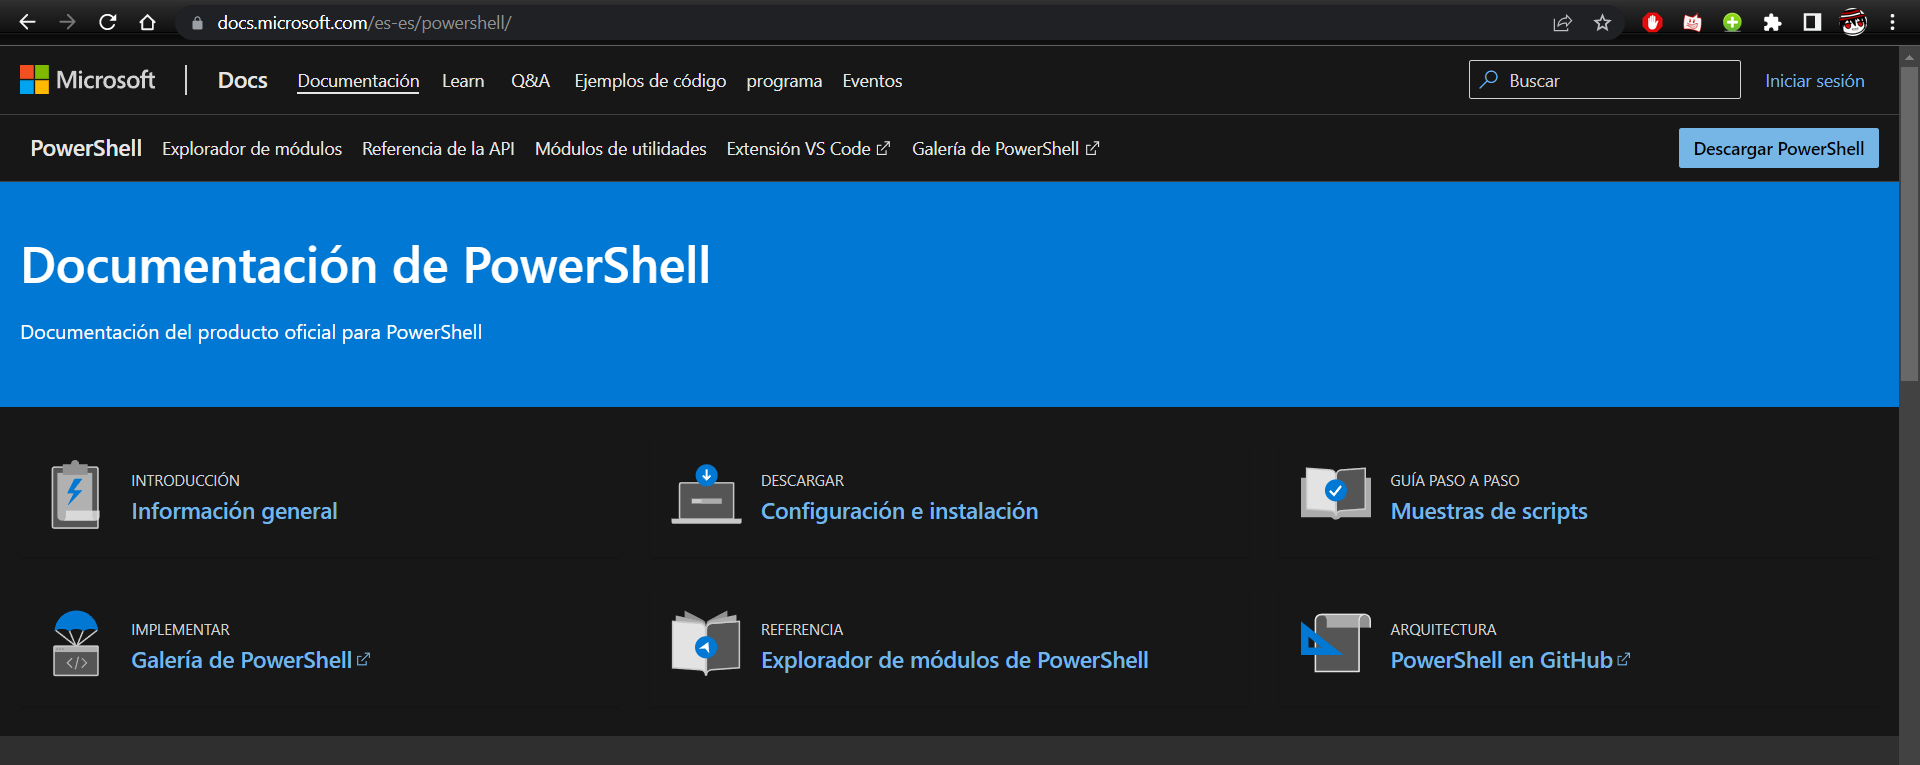 docs.microsoft.com/es-es/powershell/
Microsoft Docs Documentación Learn Q&A Ejemplos de código programa Eventos Buscar Iniciar sesión
PowerShell Explorador de módulos Referencia de la API Módulos de utilidades Extensión VS Code Galería de PowerShell Descargar PowerShell
Documentación de PowerShell
Documentación del producto oficial para PowerShell
INTRODUCCIÓN
Información general
DESCARGAR
Configuración e instalación
GUÍA PASO A PASO
Muestras de scripts
IMPLEMENTAR
Galería de PowerShell
REFERENCIA
Explorador de módulos de PowerShell
ARQUITECTURA
PowerShell en GitHub